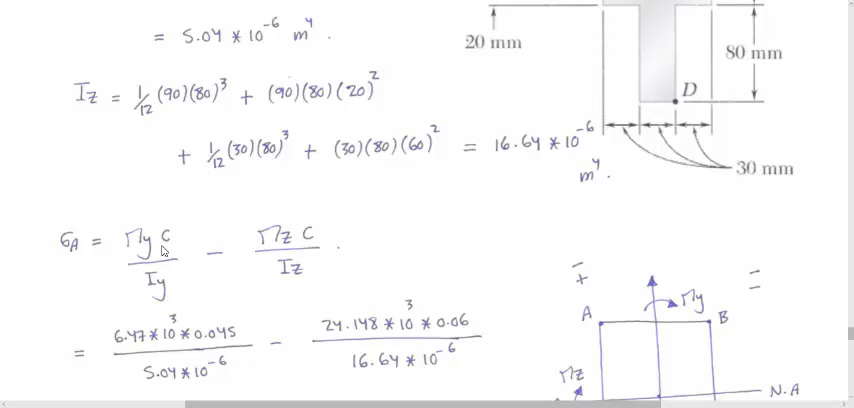 = 5.04 * 10^-6 m^4.
20 mm
80 mm
D
Iz = 1/12 (90)(80)^3 + (90)(80)(20)^2
+ 1/12 (30)(80)^3 + (30)(80)(60)^2 = 16.64 * 10^-6 m^4.
30 mm
σA = My C / Iy - Mz C / Iz .
= 6.47 * 10^3 * 0.045 / 5.04 * 10^-6 - 24.148 * 10^3 * 0.06 / 16.64 * 10^-6
- + My - -
A B
Mz
N.A